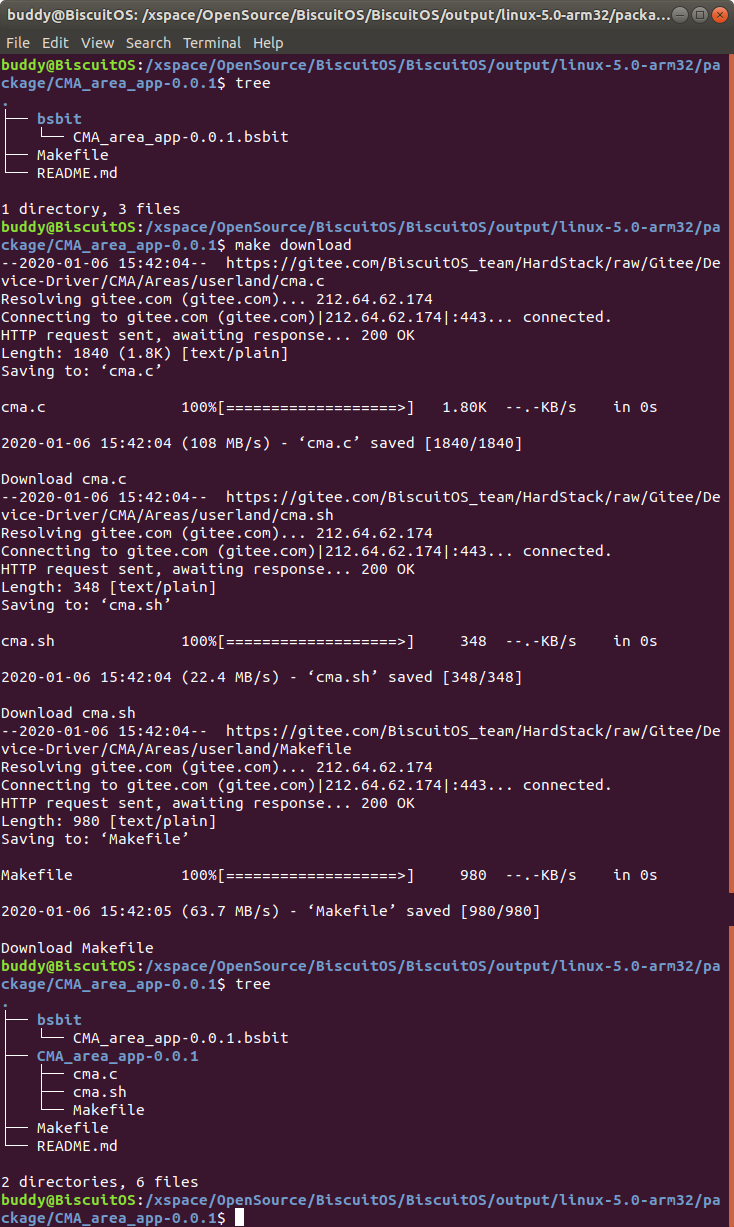 buddy@BiscuitOS: /xspace/OpenSource/BiscuitOS/BiscuitOS/output/linux-5.0-arm32/packa...
File Edit View Search Terminal Help
buddy@BiscuitOS:/xspace/OpenSource/BiscuitOS/BiscuitOS/output/linux-5.0-arm32/pa
ckage/CMA_area_app-0.0.1$ tree
.
├── bsbit
│   └── CMA_area_app-0.0.1.bsbit
├── Makefile
└── README.md

1 directory, 3 files
buddy@BiscuitOS:/xspace/OpenSource/BiscuitOS/BiscuitOS/output/linux-5.0-arm32/pa
ckage/CMA_area_app-0.0.1$ make download
--2020-01-06 15:42:04--  https://gitee.com/BiscuitOS_team/HardStack/raw/Gitee/De
vice-Driver/CMA/Areas/userland/cma.c
Resolving gitee.com (gitee.com)... 212.64.62.174
Connecting to gitee.com (gitee.com)|212.64.62.174|:443... connected.
HTTP request sent, awaiting response... 200 OK
Length: 1840 (1.8K) [text/plain]
Saving to: ‘cma.c’

cma.c               100%[===================>]   1.80K  --.-KB/s    in 0s

2020-01-06 15:42:04 (108 MB/s) - ‘cma.c’ saved [1840/1840]

Download cma.c
--2020-01-06 15:42:04--  https://gitee.com/BiscuitOS_team/HardStack/raw/Gitee/De
vice-Driver/CMA/Areas/userland/cma.sh
Resolving gitee.com (gitee.com)... 212.64.62.174
Connecting to gitee.com (gitee.com)|212.64.62.174|:443... connected.
HTTP request sent, awaiting response... 200 OK
Length: 348 [text/plain]
Saving to: ‘cma.sh’

cma.sh              100%[===================>]     348  --.-KB/s    in 0s

2020-01-06 15:42:04 (22.4 MB/s) - ‘cma.sh’ saved [348/348]

Download cma.sh
--2020-01-06 15:42:04--  https://gitee.com/BiscuitOS_team/HardStack/raw/Gitee/De
vice-Driver/CMA/Areas/userland/Makefile
Resolving gitee.com (gitee.com)... 212.64.62.174
Connecting to gitee.com (gitee.com)|212.64.62.174|:443... connected.
HTTP request sent, awaiting response... 200 OK
Length: 980 [text/plain]
Saving to: ‘Makefile’

Makefile            100%[===================>]     980  --.-KB/s    in 0s

2020-01-06 15:42:05 (63.7 MB/s) - ‘Makefile’ saved [980/980]

Download Makefile
buddy@BiscuitOS:/xspace/OpenSource/BiscuitOS/BiscuitOS/output/linux-5.0-arm32/pa
ckage/CMA_area_app-0.0.1$ tree
.
├── bsbit
│   └── CMA_area_app-0.0.1.bsbit
├── CMA_area_app-0.0.1
│   ├── cma.c
│   ├── cma.sh
│   └── Makefile
├── Makefile
└── README.md

2 directories, 6 files
buddy@BiscuitOS:/xspace/OpenSource/BiscuitOS/BiscuitOS/output/linux-5.0-arm32/pa
ckage/CMA_area_app-0.0.1$